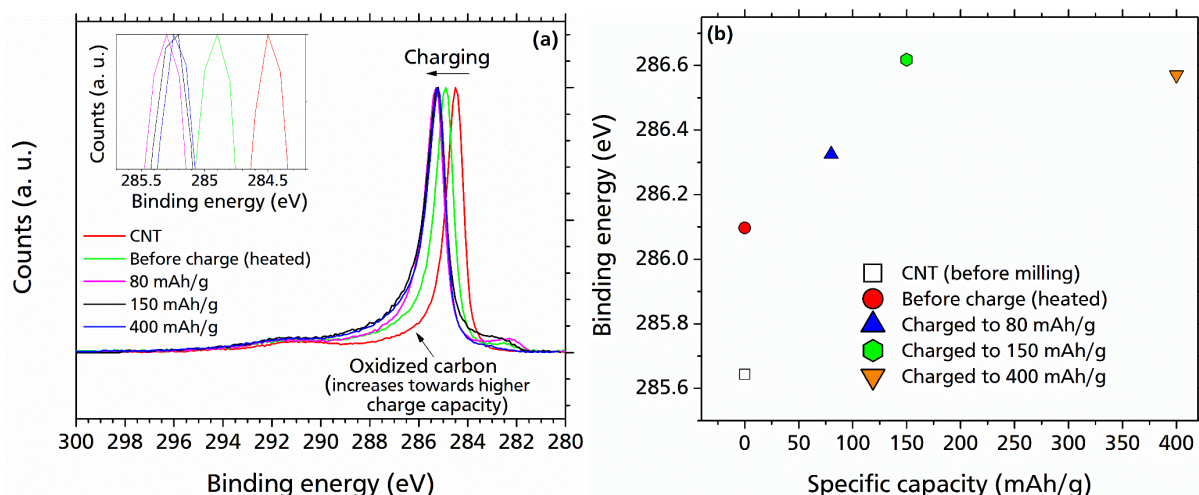 (a)
Charging
Counts (a. u.)
285.5 285 284.5
Binding energy (eV)
CNT
Before charge (heated)
80 mAh/g
150 mAh/g
400 mAh/g
Oxidized carbon
(increases towards higher
charge capacity)
Counts (a. u.)
300 298 296 294 292 290 288 286 284 282 280
Binding energy (eV)
(b)
286.6
286.4
286.2
286.0
285.8
285.6
Binding energy (eV)
CNT (before milling)
Before charge (heated)
Charged to 80 mAh/g
Charged to 150 mAh/g
Charged to 400 mAh/g
0 50 100 150 200 250 300 350 400
Specific capacity (mAh/g)